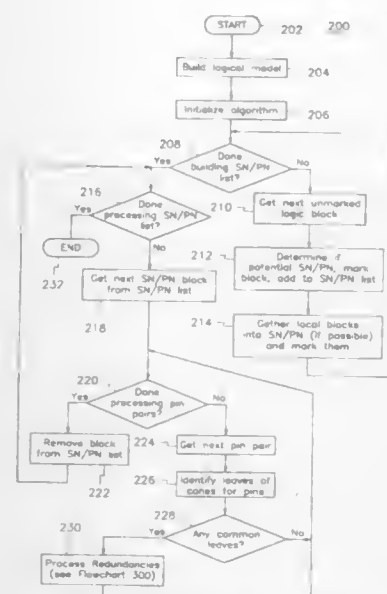 START
202
200
Build logical model
204
Initialize algorithm
206
208
Yes
Done
building SN/PN
list?
No
216
Yes
Done
processing SN/PN
list?
No
END
232
210
Get next unmarked
logic block
212
Determine if
potential SN/PN, mark
block, add to SN/PN list
Get next SN/PN block
from SN/PN list
218
214
Gather local blocks
into SN/PN (if possible)
and mark them
220
Yes
Done
processing pin
pairs?
No
Remove block
from SN/PN list
222
224
Get next pin pair
226
Identify leaves of
cones for pins
228
Yes
Any common
leaves?
No
230
Process Redundancies
(see flowchart 300)